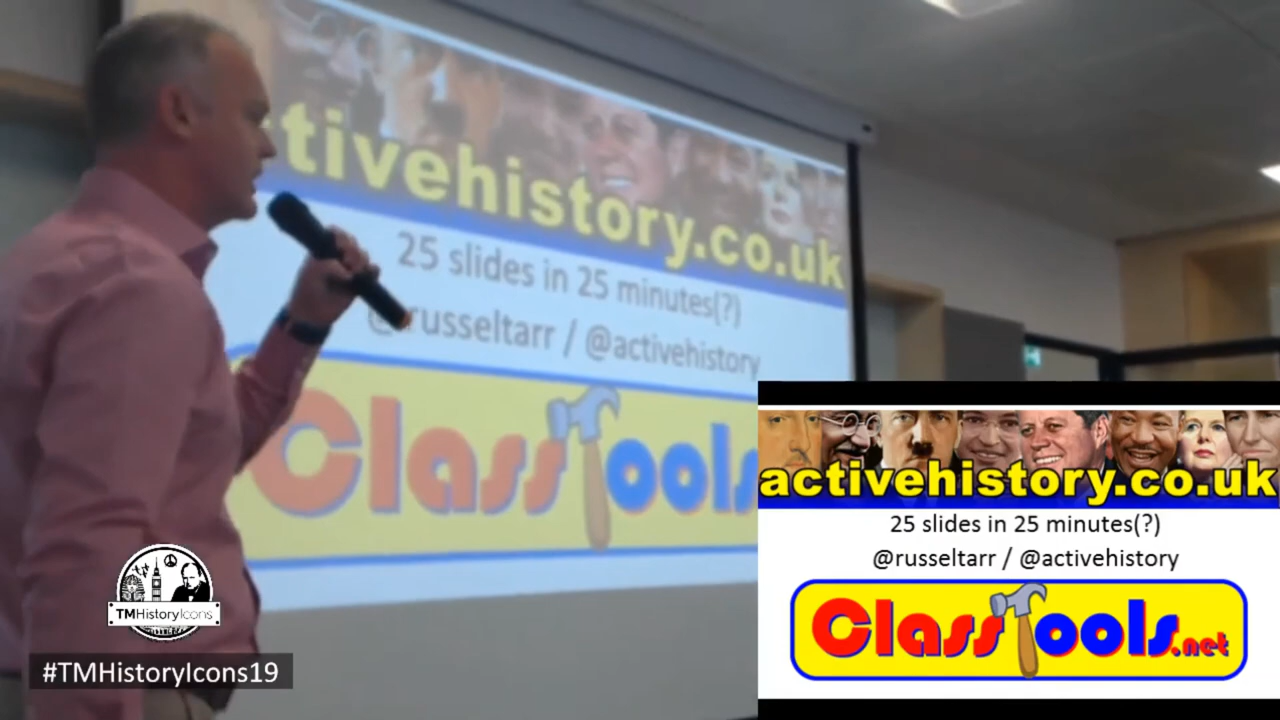 tivehistory.co.uk
25 slides in 25 minutes(?)
@russeltarr / @activehistory
ClassTools
TMHistoryIcons
#TMHistoryIcons19
activehistory.co.uk
25 slides in 25 minutes(?)
@russeltarr / @activehistory
ClassTools.net